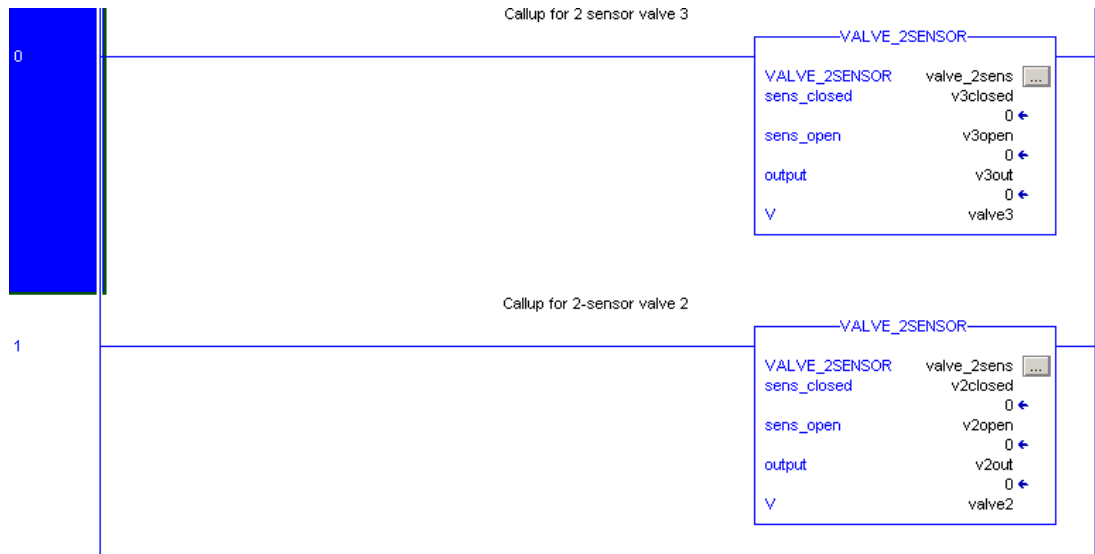 Callup for 2 sensor valve 3
VALVE_2SENSOR
0
VALVE_2SENSOR valve_2sens ...
sens_closed v3closed
0
sens_open v3open
0
output v3out
0
V valve3
Callup for 2-sensor valve 2
VALVE_2SENSOR
1
VALVE_2SENSOR valve_2sens ...
sens_closed v2closed
0
sens_open v2open
0
output v2out
0
V valve2